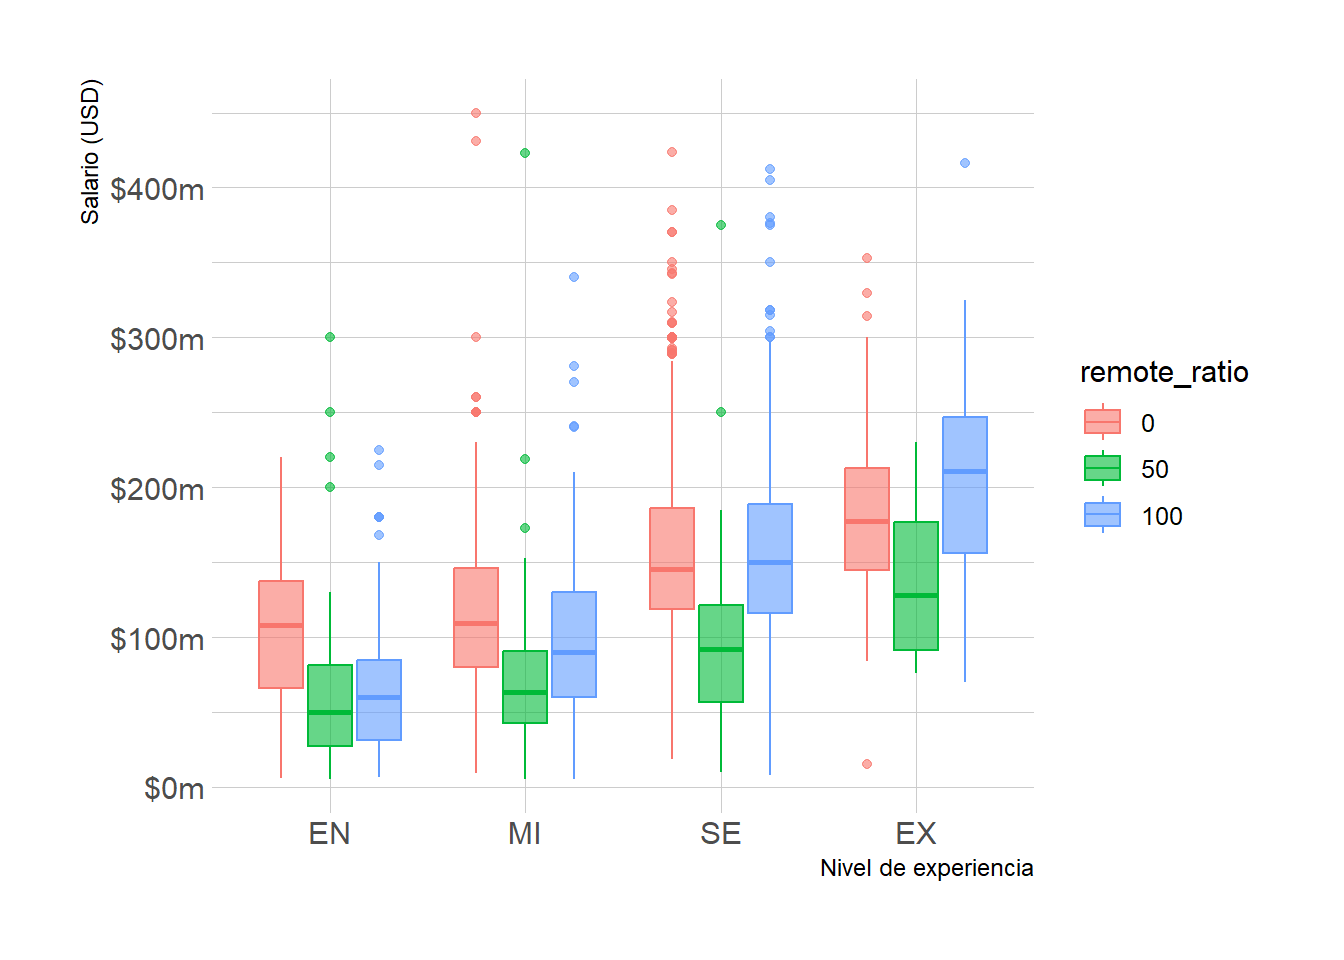 Salario (USD)
$400m
$300m
$200m
$100m
$0m
EN MI SE EX
Nivel de experiencia
remote_ratio
0
50
100